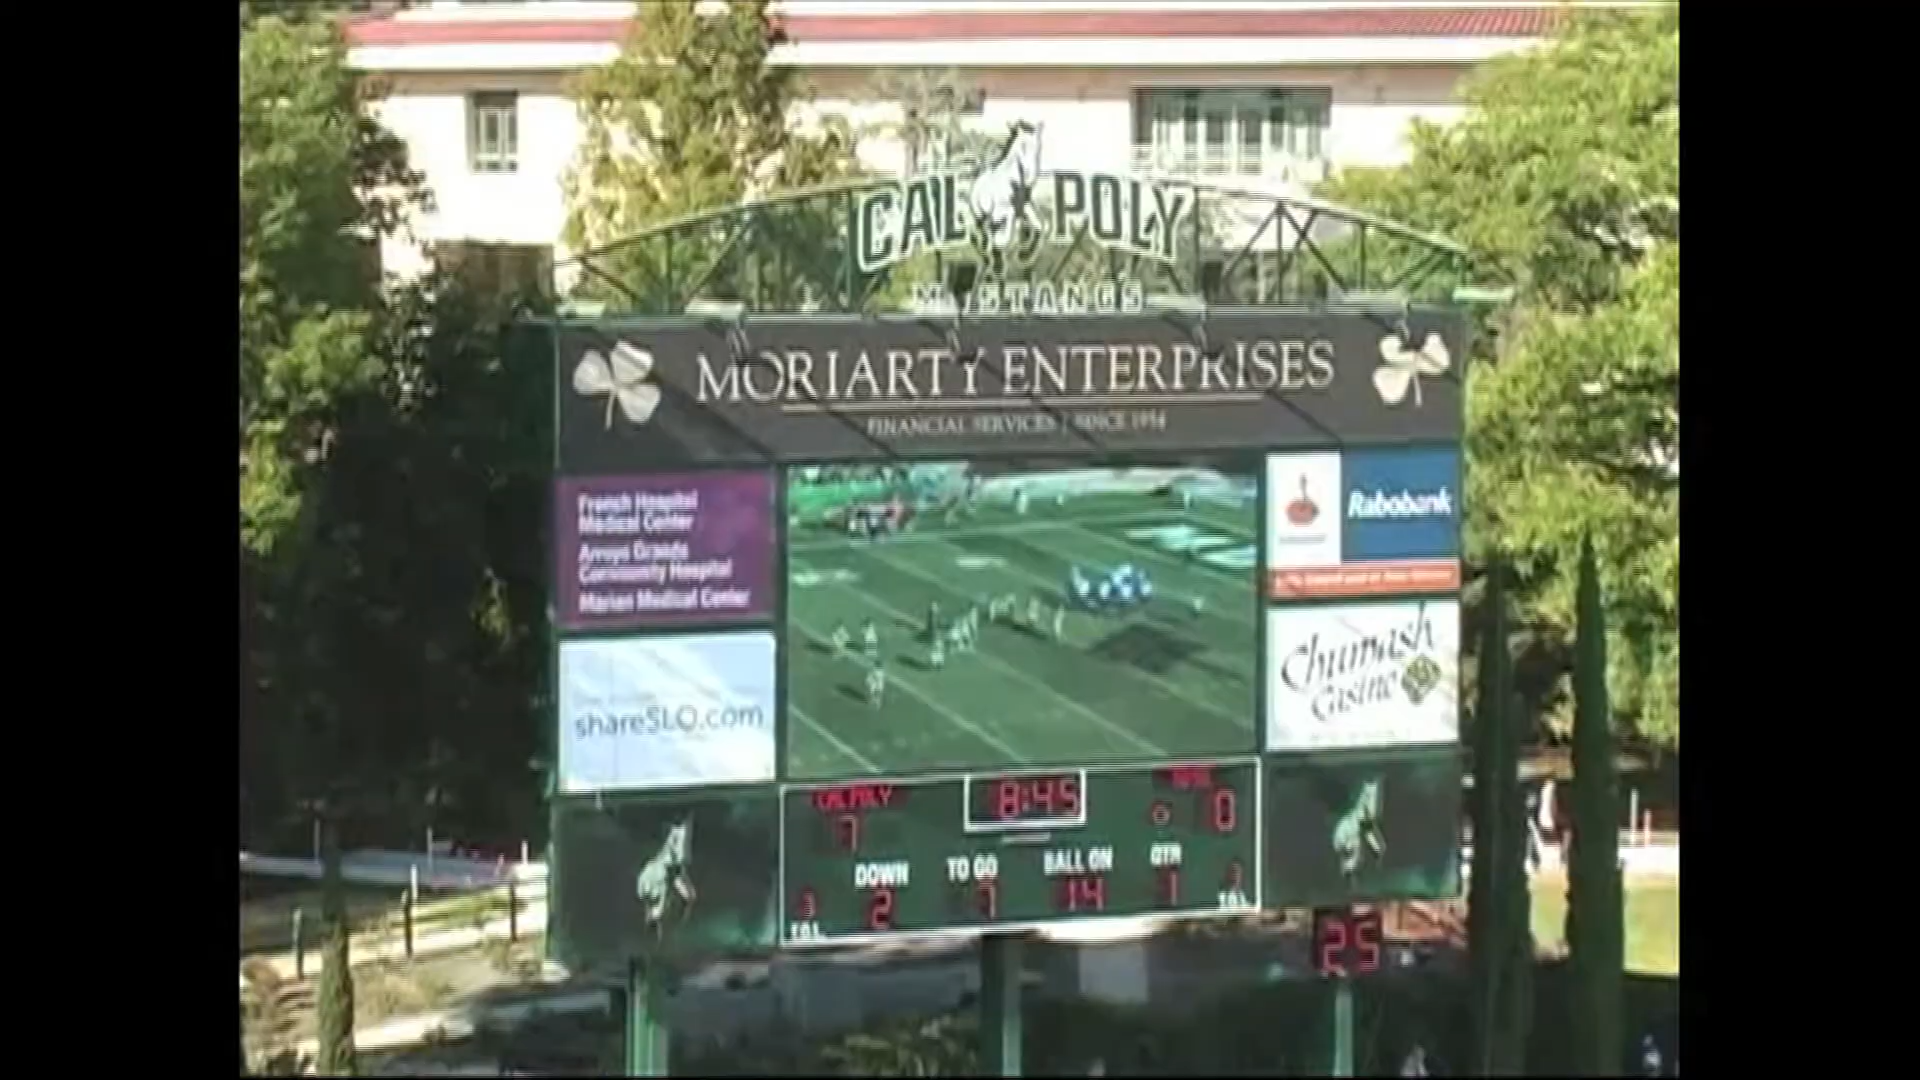 CAL POLY
MUSTANGS
MORIARTY ENTERPRISES
FINANCIAL SERVICES | SINCE 1954
French Hospital
Medical Center
Arroyo Grande
Community Hospital
Marian Medical Center
Rabobank
shareSLO.com
Chumash
Casino
CAL POLY 8:45
7 0
DOWN TO GO BALL ON QTR
3 2 7 14 1
T.O.L. T.O.L.
25